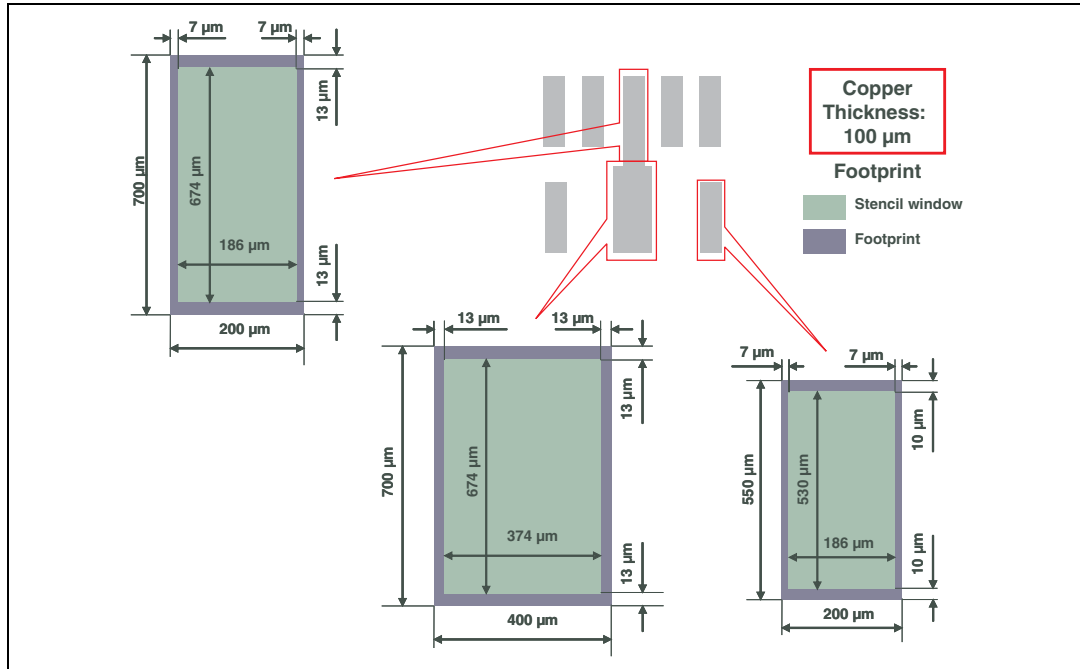 7 µm
7 µm
700 µm
674 µm
13 µm
186 µm
13 µm
200 µm
Copper
Thickness:
100 µm
Footprint
Stencil window
Footprint
13 µm
13 µm
700 µm
674 µm
13 µm
374 µm
13 µm
400 µm
7 µm
7 µm
550 µm
530 µm
10 µm
186 µm
10 µm
200 µm